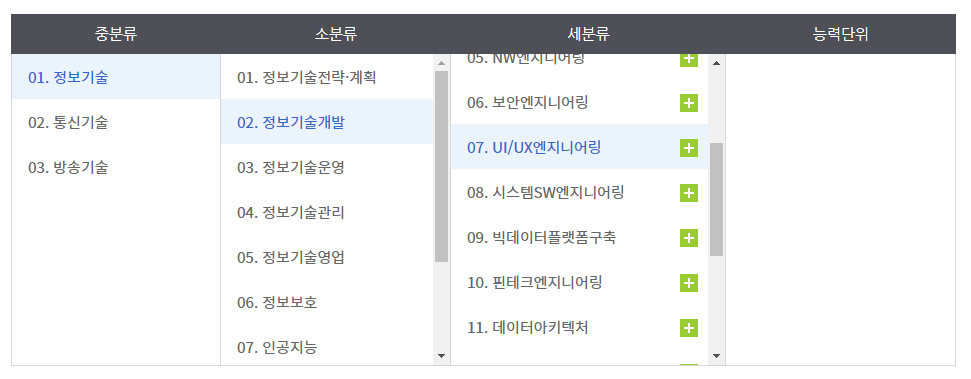 중분류
소분류
세분류
능력단위
01. 정보기술
02. 통신기술
03. 방송기술
01. 정보기술전략·계획
02. 정보기술개발
03. 정보기술운영
04. 정보기술관리
05. 정보기술영업
06. 정보보호
07. 인공지능
05. NW엔지니어링
06. 보안엔지니어링
07. UI/UX엔지니어링
08. 시스템SW엔지니어링
09. 빅데이터플랫폼구축
10. 핀테크엔지니어링
11. 데이터아키텍처